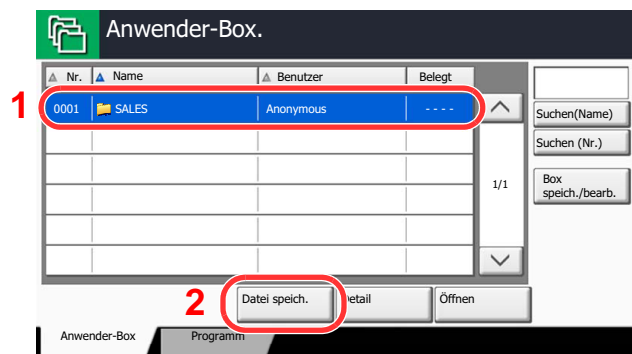 Anwender-Box.
Nr. Name Benutzer Belegt
1
0001 SALES Anonymous - - - -
Suchen(Name)
Suchen (Nr.)
1/1
Box
speich./bearb.
2
Datei speich. Detail Öffnen
Anwender-Box Programm